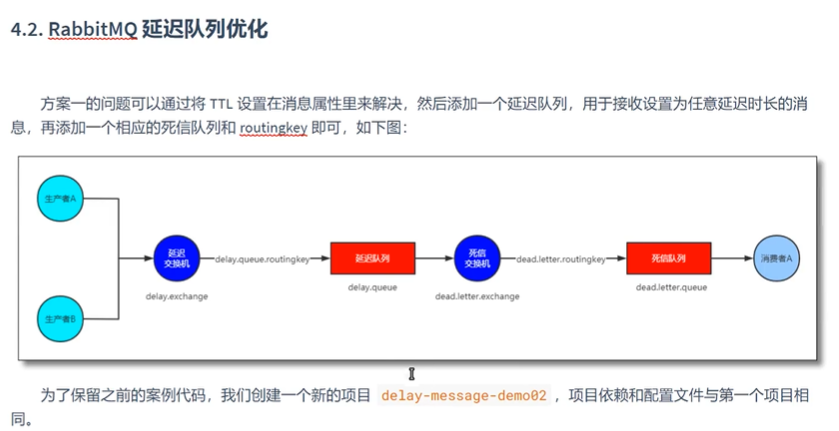 4.2. RabbitMQ 延迟队列优化
方案一的问题可以通过将 TTL 设置在消息属性里来解决，然后添加一个延迟队列，用于接收设置为任意延迟时长的消
息，再添加一个相应的死信队列和 routingkey 即可，如下图：
生产者A
延迟
交换机
delay.queue.routingkey
延迟队列
死信
交换机
dead.letter.routingkey
死信队列
消费者A
delay.exchange
delay.queue
dead.letter.exchange
dead.letter.queue
生产者B
为了保留之前的案例代码，我们创建一个新的项目 delay-message-demo02 ，项目依赖和配置文件与第一个项目相
同。